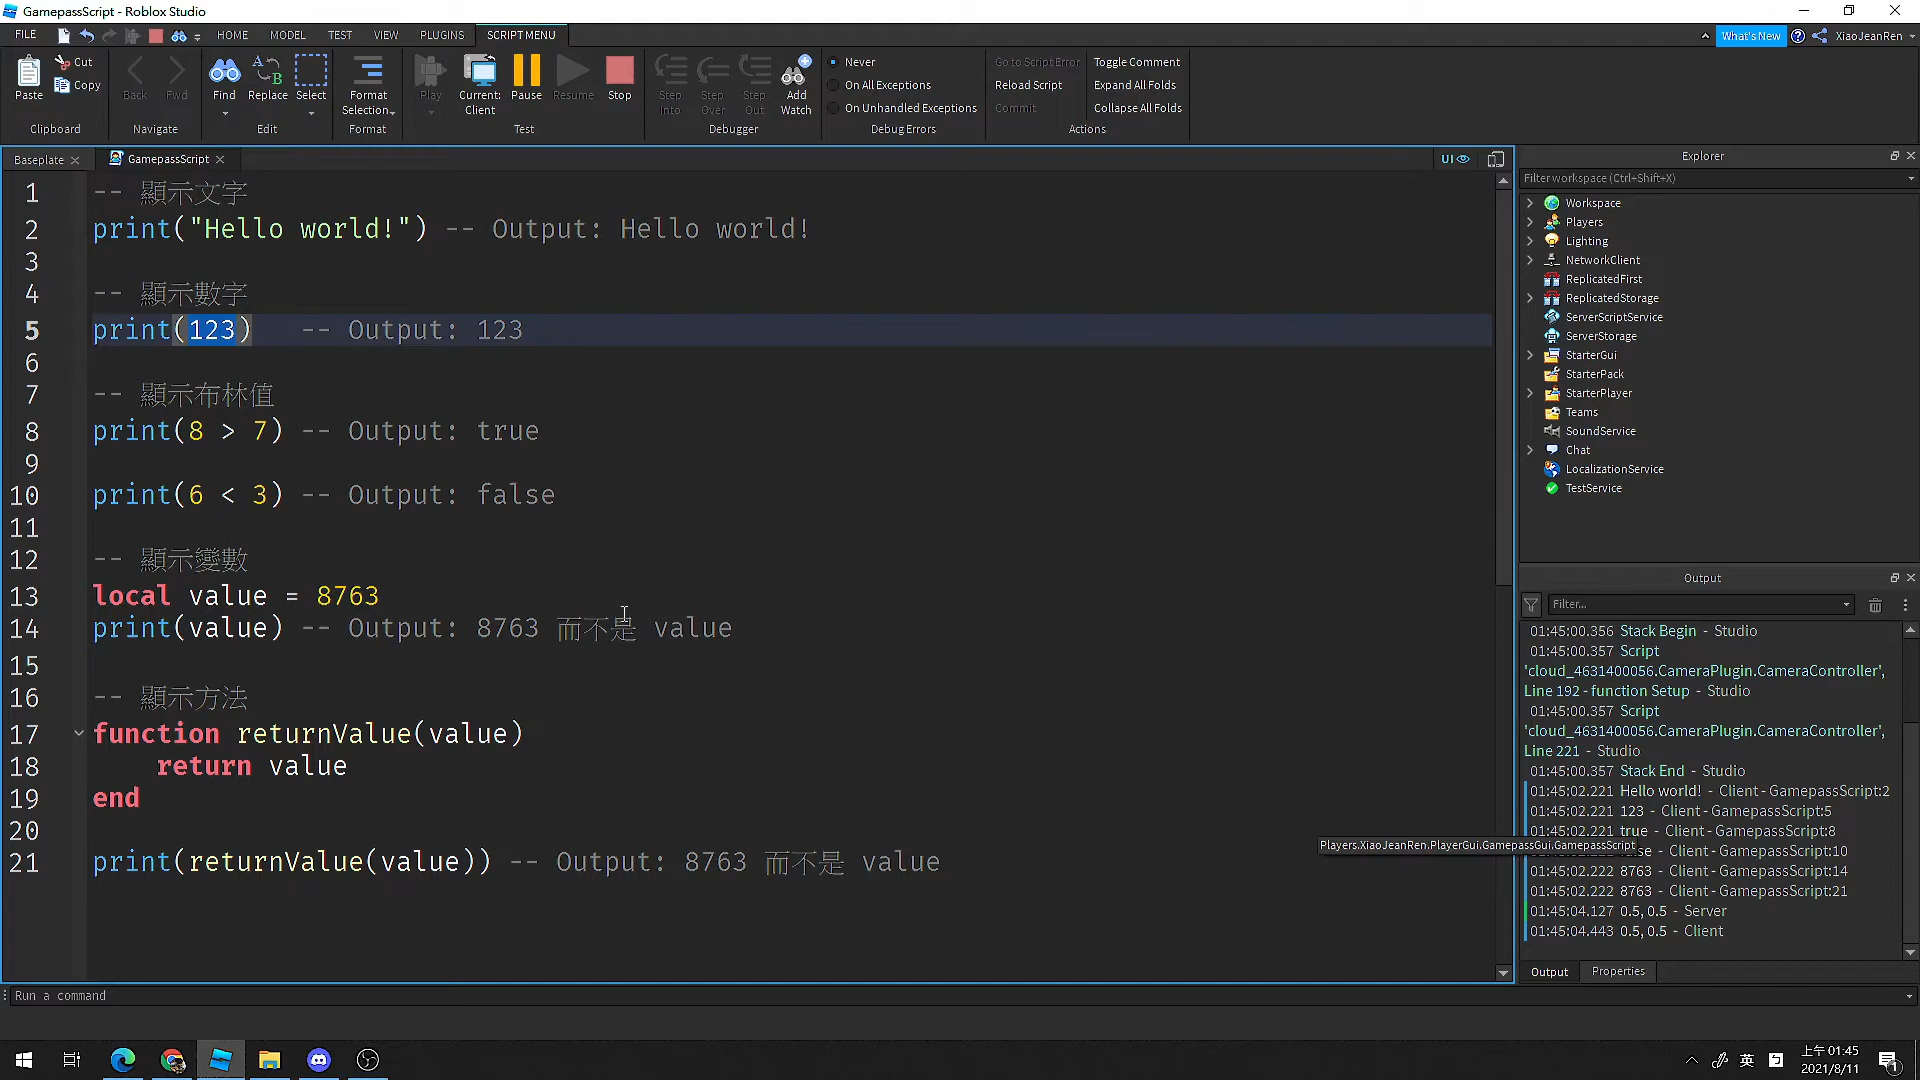 GamepassScript - Roblox Studio
FILE HOME MODEL TEST VIEW PLUGINS SCRIPT MENU What's New XiaoJeanRen
Paste Cut Copy Clipboard
Back Fwd Navigate
Find Replace Select Edit
Format Selection Format
Play Current: Client Pause Resume Stop Test
Step Into Step Over Step Out Add Watch Debugger
Never
On All Exceptions
On Unhandled Exceptions
Debug Errors
Go to Script Error Toggle Comment
Reload Script Expand All Folds
Commit Collapse All Folds
Actions
Baseplate GamepassScript UI
1 -- 顯示文字
2 print("Hello world!") -- Output: Hello world!
3
4 -- 顯示數字
5 print(123) -- Output: 123
6
7 -- 顯示布林值
8 print(8 > 7) -- Output: true
9
10 print(6 < 3) -- Output: false
11
12 -- 顯示變數
13 local value = 8763
14 print(value) -- Output: 8763 而不是 value
15
16 -- 顯示方法
17 function returnValue(value)
18 return value
19 end
20
21 print(returnValue(value)) -- Output: 8763 而不是 value
Explorer
Filter workspace (Ctrl+Shift+X)
Workspace
Players
Lighting
NetworkClient
ReplicatedFirst
ReplicatedStorage
ServerScriptService
ServerStorage
StarterGui
StarterPack
StarterPlayer
Teams
SoundService
Chat
LocalizationService
TestService
Output
Filter...
01:45:00.356 Stack Begin - Studio
01:45:00.357 Script
'cloud_4631400056.CameraPlugin.CameraController',
Line 192 - function Setup - Studio
01:45:00.357 Script
'cloud_4631400056.CameraPlugin.CameraController',
Line 221 - Studio
01:45:00.357 Stack End - Studio
01:45:02.221 Hello world! - Client - GamepassScript:2
01:45:02.221 123 - Client - GamepassScript:5
01:45:02.221 true - Client - GamepassScript:8
Players.XiaoJeanRen.PlayerGui.GamepassGui.GamepassScript
- Client - GamepassScript:10
01:45:02.222 8763 - Client - GamepassScript:14
01:45:02.222 8763 - Client - GamepassScript:21
01:45:04.127 0.5, 0.5 - Server
01:45:04.443 0.5, 0.5 - Client
Output Properties
Run a command
英 上午 01:45
2021/8/11
1